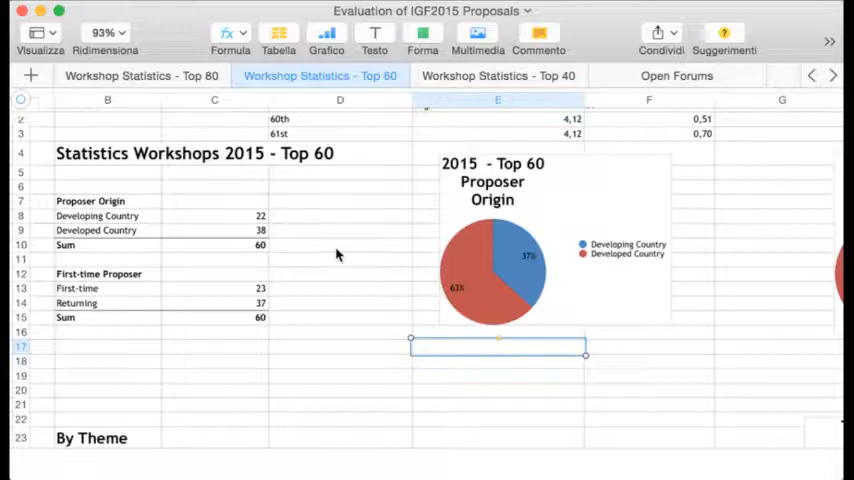 Evaluation of IGF2015 Proposals
93%
Visualizza Ridimensiona Formula Tabella Grafico Testo Forma Multimedia Commento Condividi Suggerimenti
Workshop Statistics - Top 80 Workshop Statistics - Top 60 Workshop Statistics - Top 40 Open Forums
B C D E F G
2 60th 4,12 0,51
3 61st 4,12 0,70
4 Statistics Workshops 2015 - Top 60
5
6
7 Proposer Origin
8 Developing Country 22
9 Developed Country 38
10 Sum 60
11
12 First-time Proposer
13 First-time 23
14 Returning 37
15 Sum 60
16
17
18
19
20
21
22
23 By Theme
2015 - Top 60
Proposer
Origin
37%
63%
Developing Country
Developed Country